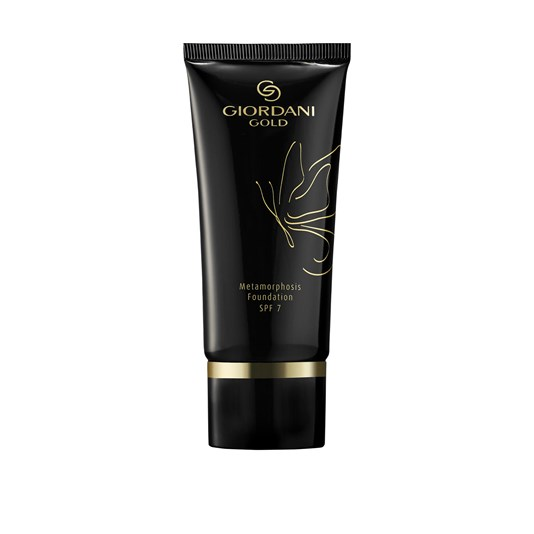 GIORDANI
GOLD
Metamorphosis
Foundation
SPF 7